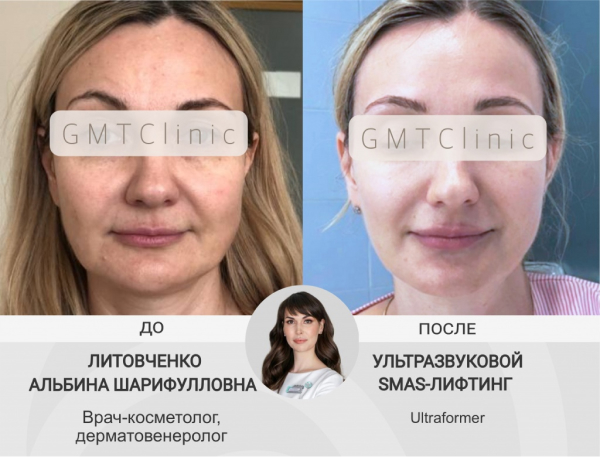 GMTClinic
GMTClinic
ДО
ПОСЛЕ
ЛИТОВЧЕНКО
АЛЬБИНА ШАРИФУЛЛОВНА
Врач-косметолог,
дерматовенеролог
УЛЬТРАЗВУКОВОЙ
SMAS-ЛИФТИНГ
Ultraformer